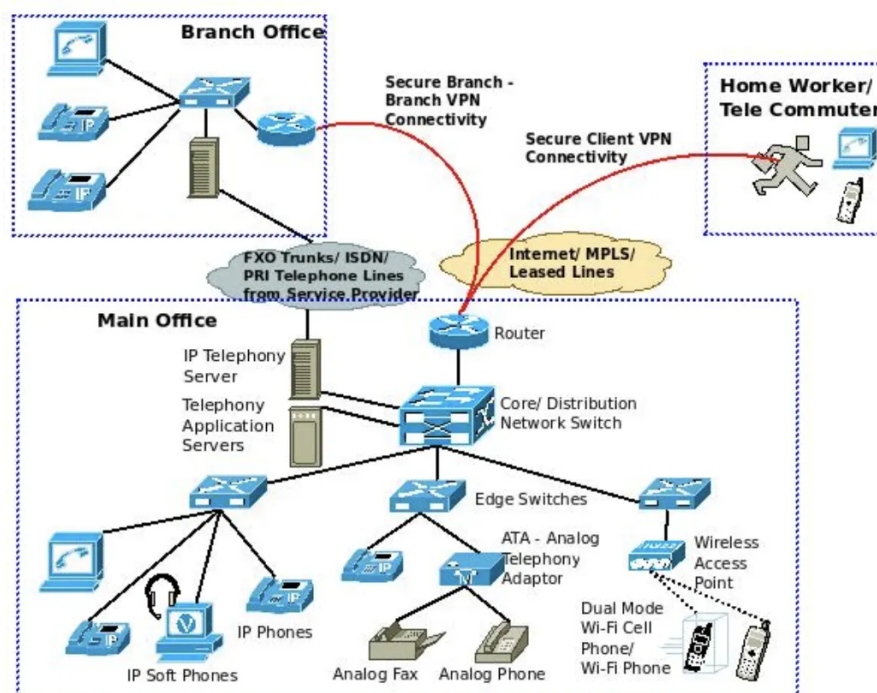 Branch Office
IP
IP
Secure Branch -
Branch VPN
Connectivity
Home Worker/
Tele Commuter
Secure Client VPN
Connectivity
FXO Trunks/ ISDN/
PRI Telephone Lines
from Service Provider
Internet/ MPLS/
Leased Lines
Main Office
Router
IP Telephony
Server
Telephony
Application
Servers
Core/ Distribution
Network Switch
Edge Switches
ATA - Analog
Telephony
Adaptor
IP
Wireless
Access
Point
IP
V
IP
IP Phones
IP Soft Phones
Analog Fax
Analog Phone
Dual Mode
Wi-Fi Cell
Phone/
Wi-Fi Phone